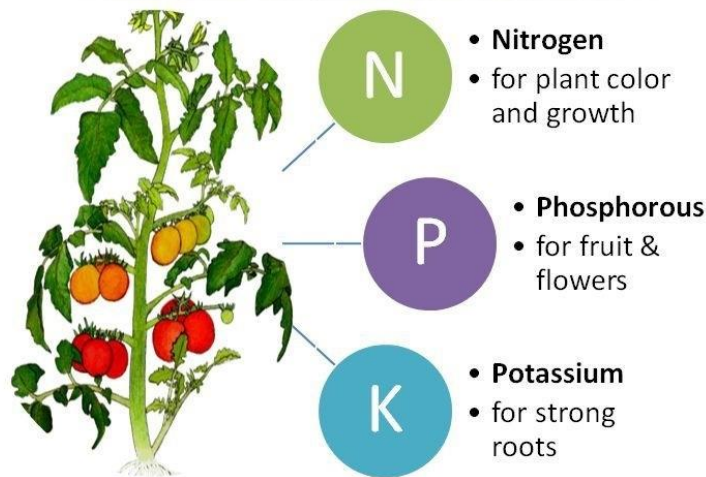 N
• Nitrogen
• for plant color
and growth
P
• Phosphorous
• for fruit &
flowers
K
• Potassium
• for strong
roots